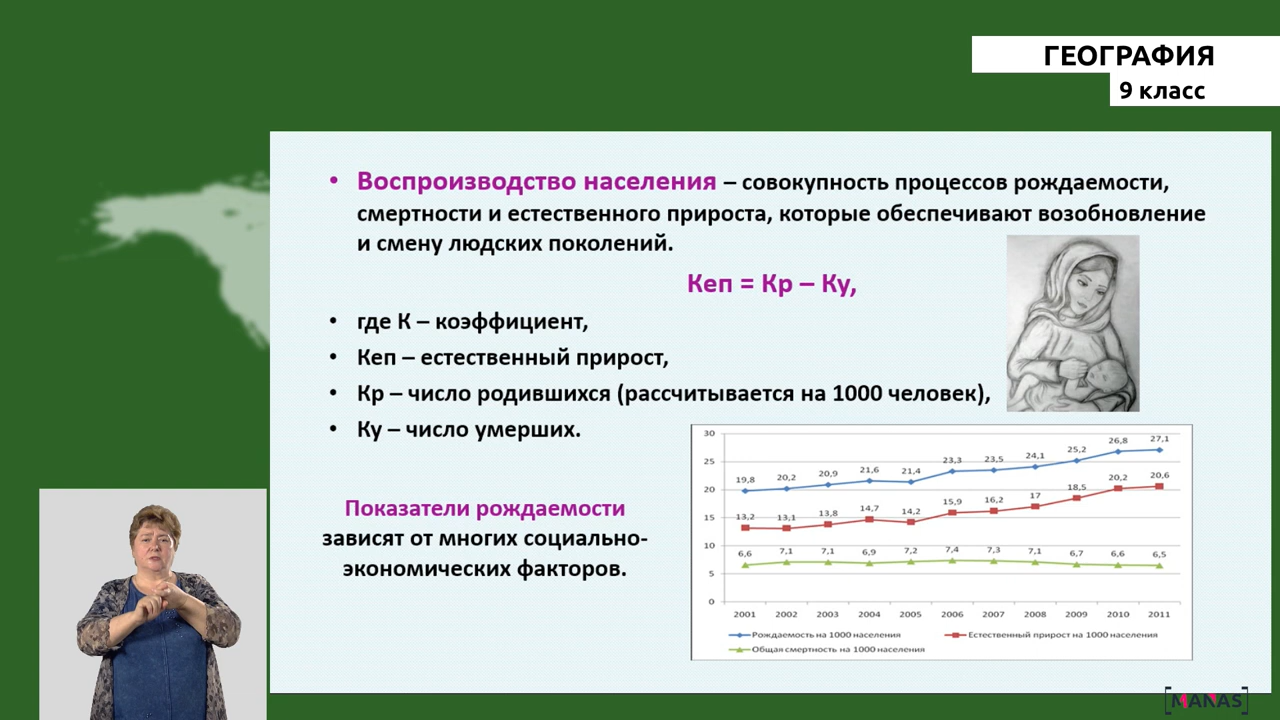 ГЕОГРАФИЯ
9 класс
• Воспроизводство населения – совокупность процессов рождаемости,
смертности и естественного прироста, которые обеспечивают возобновление
и смену людских поколений.
Кеп = Кр – Ку,
• где К – коэффициент,
• Кеп – естественный прирост,
• Кр – число родившихся (рассчитывается на 1000 человек),
• Ку – число умерших.
Показатели рождаемости
зависят от многих социально-
экономических факторов.
30
25
20
15
10
5
0
19,8 20,2 20,9 21,6 21,4 23,3 23,5 24,1 25,2 26,8 27,1
13,2 13,1 13,8 14,7 14,2 15,9 16,2 17 18,5 20,2 20,6
6,6 7,1 7,1 6,9 7,2 7,4 7,3 7,1 6,7 6,6 6,5
2001 2002 2003 2004 2005 2006 2007 2008 2009 2010 2011
Рождаемость на 1000 населения Естественный прирост на 1000 населения
Общая смертность на 1000 населения
[MANAS]